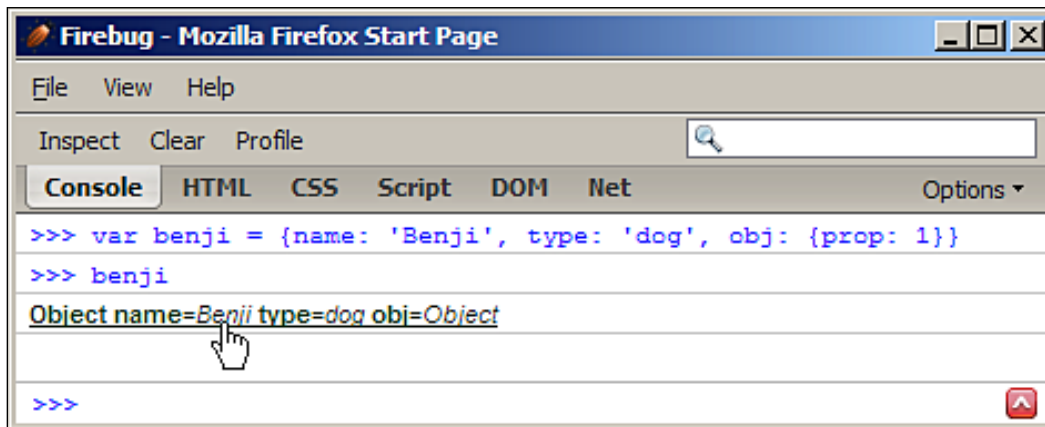 Firebug - Mozilla Firefox Start Page
File View Help
Inspect Clear Profile
Console HTML CSS Script DOM Net Options
>>> var benji = {name: 'Benji', type: 'dog', obj: {prop: 1}}
>>> benji
Object name=Benji type=dog obj=Object
>>>